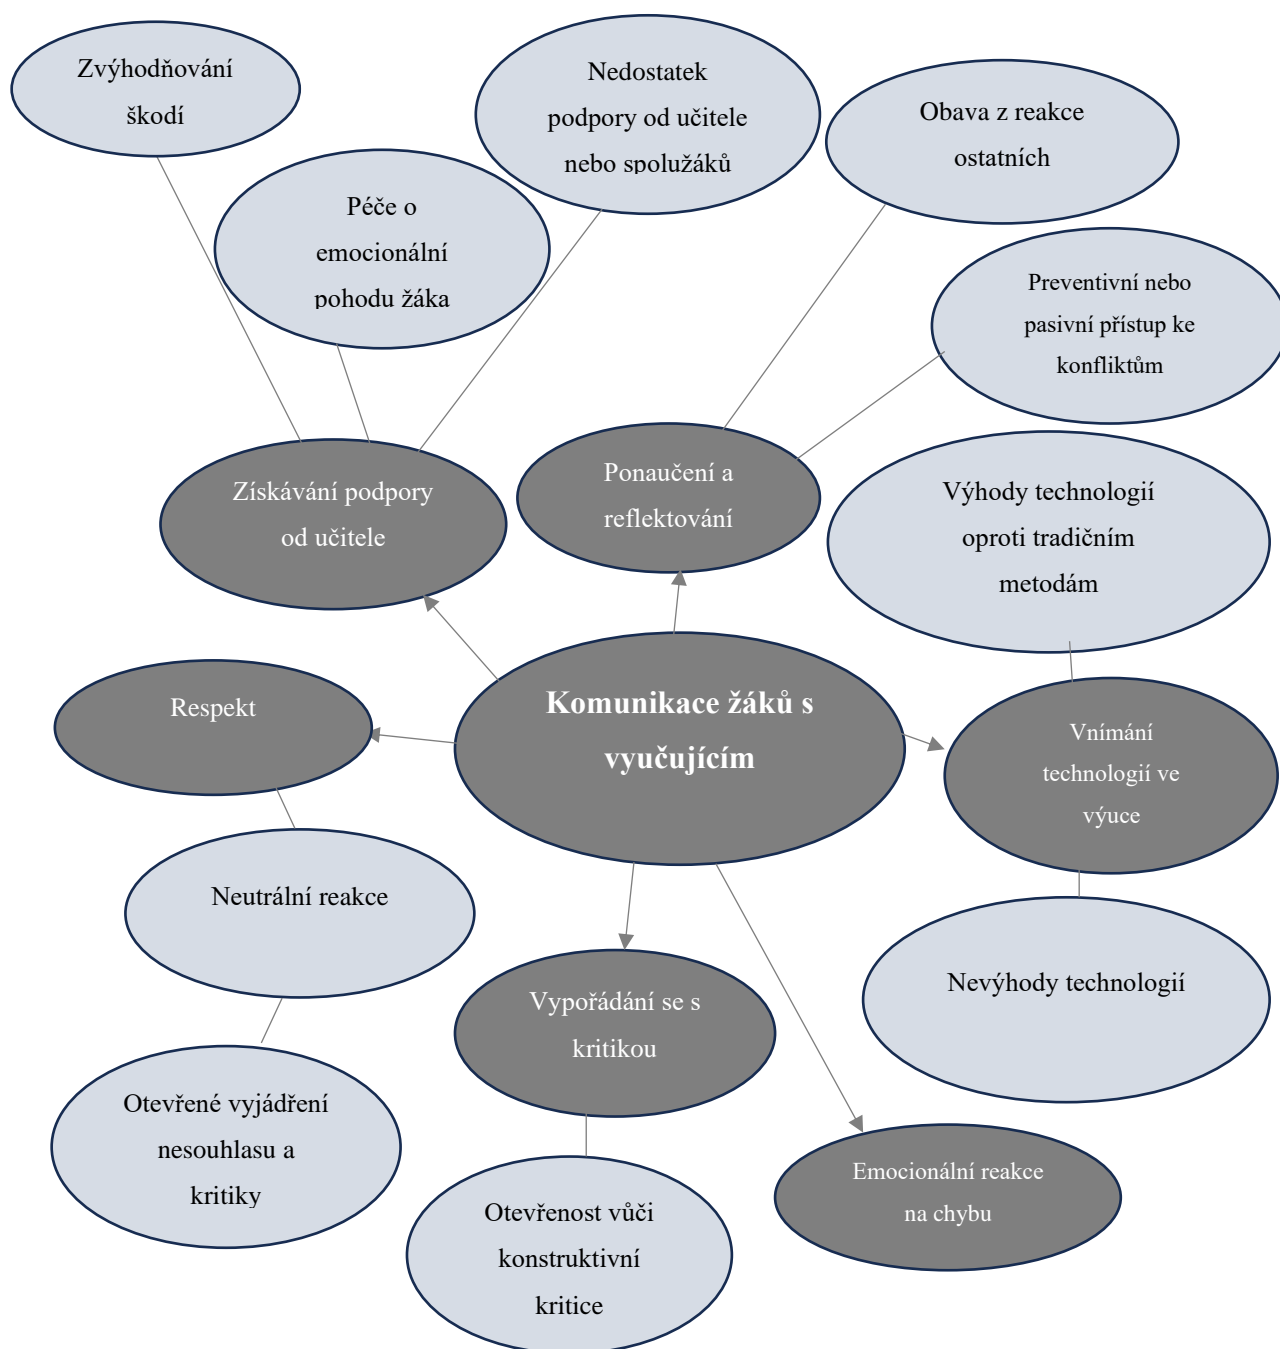 Zvýhodňování
škodí
Nedostatek
podpory od učitele
nebo spolužáků
Obava z reakce
ostatních
Péče o
emocionální
pohodu žáka
Preventivní nebo
pasivní přístup ke
konfliktům
Získávání podpory
od učitele
Ponaučení a
reflektování
Výhody technologií
oproti tradičním
metodám
Respekt
Komunikace žáků s
vyučujícím
Vnímání
technologií ve
výuce
Neutrální reakce
Nevýhody technologií
Vypořádání se s
kritikou
Otevřené vyjádření
nesouhlasu a
kritiky
Emocionální reakce
na chybu
Otevřenost vůči
konstruktivní
kritice